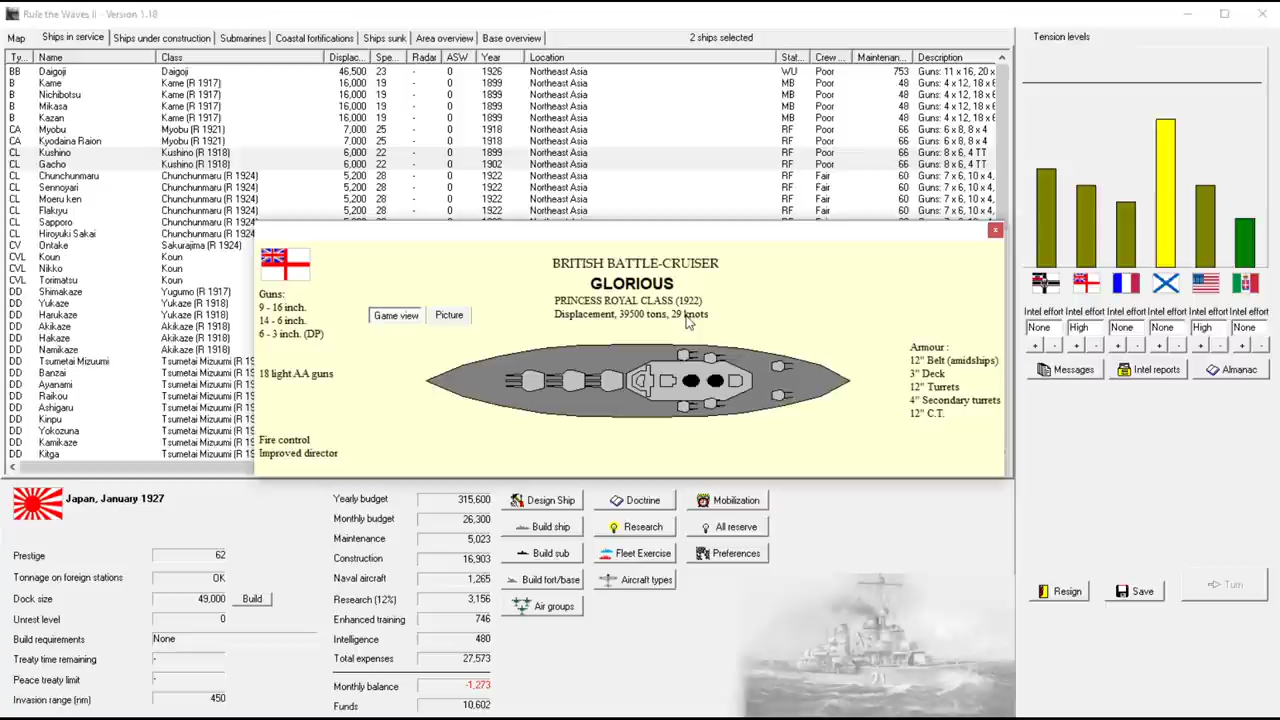 Rule the Waves II - Version 1.18
Map Ships in service Ships under construction Submarines Coastal fortifications Ships sunk Area overview Base overview 2 ships selected
Ty... Name Class Displac... Spe... Radar ASW Year Location Stat... Crew ... Maintenan... Description
BB Daigoji Daigoji 46,500 23 - 0 1926 Northeast Asia WU Poor 753 Guns: 11 x 16, 20 x
B Kame Kame (R 1917) 16,000 19 - 0 1899 Northeast Asia MB Poor 48 Guns: 4 x 12, 18 x 6
B Nichibotsu Kame (R 1917) 16,000 19 - 0 1899 Northeast Asia MB Poor 48 Guns: 4 x 12, 18 x 6
B Mikasa Kame (R 1917) 16,000 19 - 0 1899 Northeast Asia MB Poor 48 Guns: 4 x 12, 18 x 6
B Kazan Kame (R 1917) 16,000 19 - 0 1899 Northeast Asia MB Poor 48 Guns: 4 x 12, 18 x 6
CA Myobu Myobu (R 1921) 7,000 25 - 0 1918 Northeast Asia RF Poor 66 Guns: 6 x 8, 8 x 4
CA Kyodaina Raion Myobu (R 1921) 7,000 25 - 0 1918 Northeast Asia RF Poor 66 Guns: 6 x 8, 8 x 4
CL Kushino Kushino (R 1918) 6,000 22 - 0 1899 Northeast Asia RF Poor 66 Guns: 8 x 6, 4 TT
CL Gacho Kushino (R 1918) 6,000 22 - 0 1902 Northeast Asia RF Poor 66 Guns: 8 x 6, 4 TT
CL Chunchunmaru Chunchunmaru (R 1924) 5,200 28 - 0 1922 Northeast Asia RF Fair 60 Guns: 7 x 6, 10 x 4,
CL Sennoyari Chunchunmaru (R 1924) 5,200 28 - 0 1922 Northeast Asia RF Fair 60 Guns: 7 x 6, 10 x 4,
CL Moeru ken Chunchunmaru (R 1924) 5,200 28 - 0 1922 Northeast Asia RF Fair 60 Guns: 7 x 6, 10 x 4,
CL Flakiyu Chunchunmaru (R 1924) 5,200 28 - 0 1922 Northeast Asia RF Fair 60 Guns: 7 x 6, 10 x 4,
CL Sapporo Chunchunmaru (R 1924)
CL Hiroyuki Sakai Chunchunmaru (R 1924)
CV Ontake Sakurajima (R 1924)
CVL Koun Koun
CVL Nikko Koun
CVL Torimatsu Koun
DD Shimakaze Yugumo (R 1917)
DD Yukaze Yukaze (R 1918)
DD Harukaze Yukaze (R 1918)
DD Akikaze Akikaze (R 1918)
DD Hakaze Akikaze (R 1918)
DD Namikaze Akikaze (R 1918)
DD Tsumetai Mizuumi Tsumetai Mizuumi (R 19
DD Banzai Tsumetai Mizuumi (R 19
DD Ayanami Tsumetai Mizuumi (R 19
DD Raikou Tsumetai Mizuumi (R 19
DD Ashigaru Tsumetai Mizuumi (R 19
DD Kinpu Tsumetai Mizuumi (R 19
DD Yokozuna Tsumetai Mizuumi (R 19
DD Kamikaze Tsumetai Mizuumi (R 19
DD Kitga Tsumetai Mizuumi (R 19
BRITISH BATTLE-CRUISER
GLORIOUS
PRINCESS ROYAL CLASS (1922)
Displacement, 39500 tons, 29 knots
Guns:
9 - 16 inch.
14 - 6 inch.
6 - 3 inch. (DP)
18 light AA guns
Fire control
Improved director
Game view Picture
Armour :
12" Belt (amidships)
3" Deck
12" Turrets
4" Secondary turrets
12" C.T.
Tension levels
Intel effort Intel effort Intel effort Intel effort Intel effort Intel effort
None High None None High None
+ - + - + - + - + - + -
Messages Intel reports Almanac
Japan, January 1927
Prestige 62
Tonnage on foreign stations OK
Dock size 49,000 Build
Unrest level 0
Build requirements None
Treaty time remaining -
Peace treaty limit -
Invasion range (nm) 450
Yearly budget 315,600
Monthly budget 26,300
Maintenance 5,023
Construction 16,903
Naval aircraft 1,265
Research (12%) 3,156
Enhanced training 746
Intelligence 480
Total expenses 27,573
Monthly balance -1,273
Funds 10,602
Design Ship Doctrine Mobilization
Build ship Research All reserve
Build sub Fleet Exercise Preferences
Build fort/base Aircraft types
Air groups
Resign Save Turn